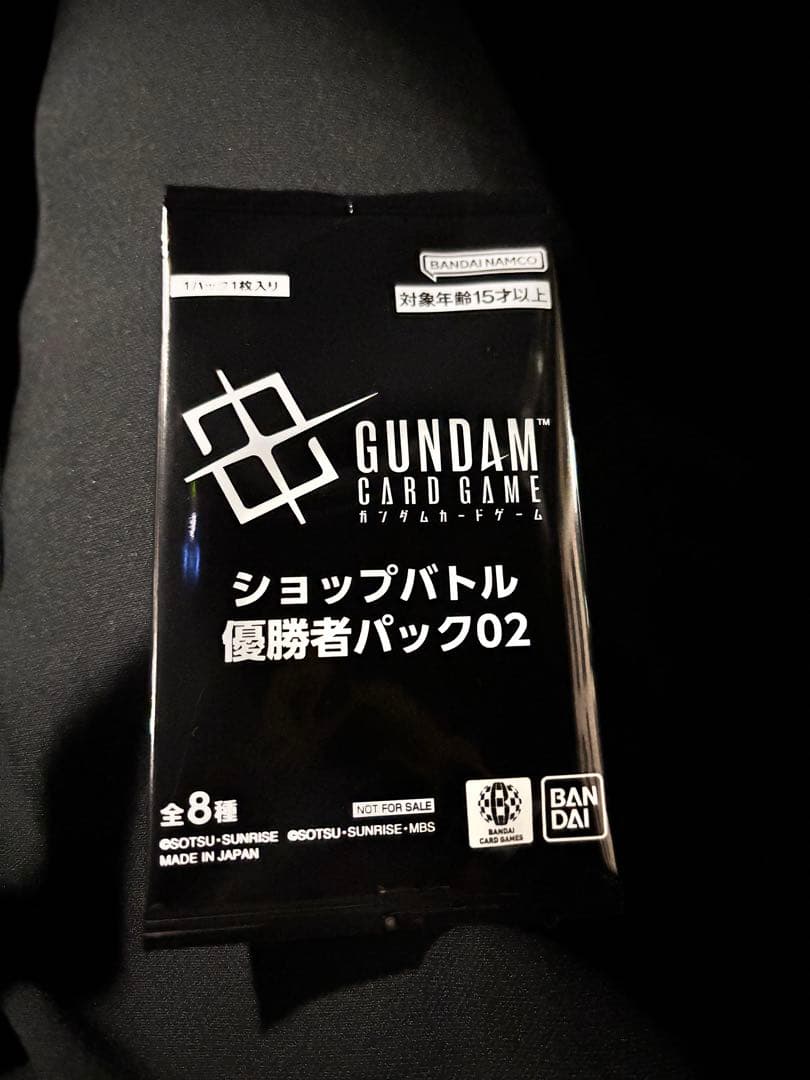 BANDAI NAMCO
1パック1枚入り
対象年齢15才以上
GUNDAM™
CARD GAME
ガンダムカードゲーム
ショップバトル
優勝者パック02
全8種
NOT FOR SALE
©SOTSU・SUNRISE ©SOTSU・SUNRISE・MBS
MADE IN JAPAN
BANDAI
CARD GAMES
BAN
DAI